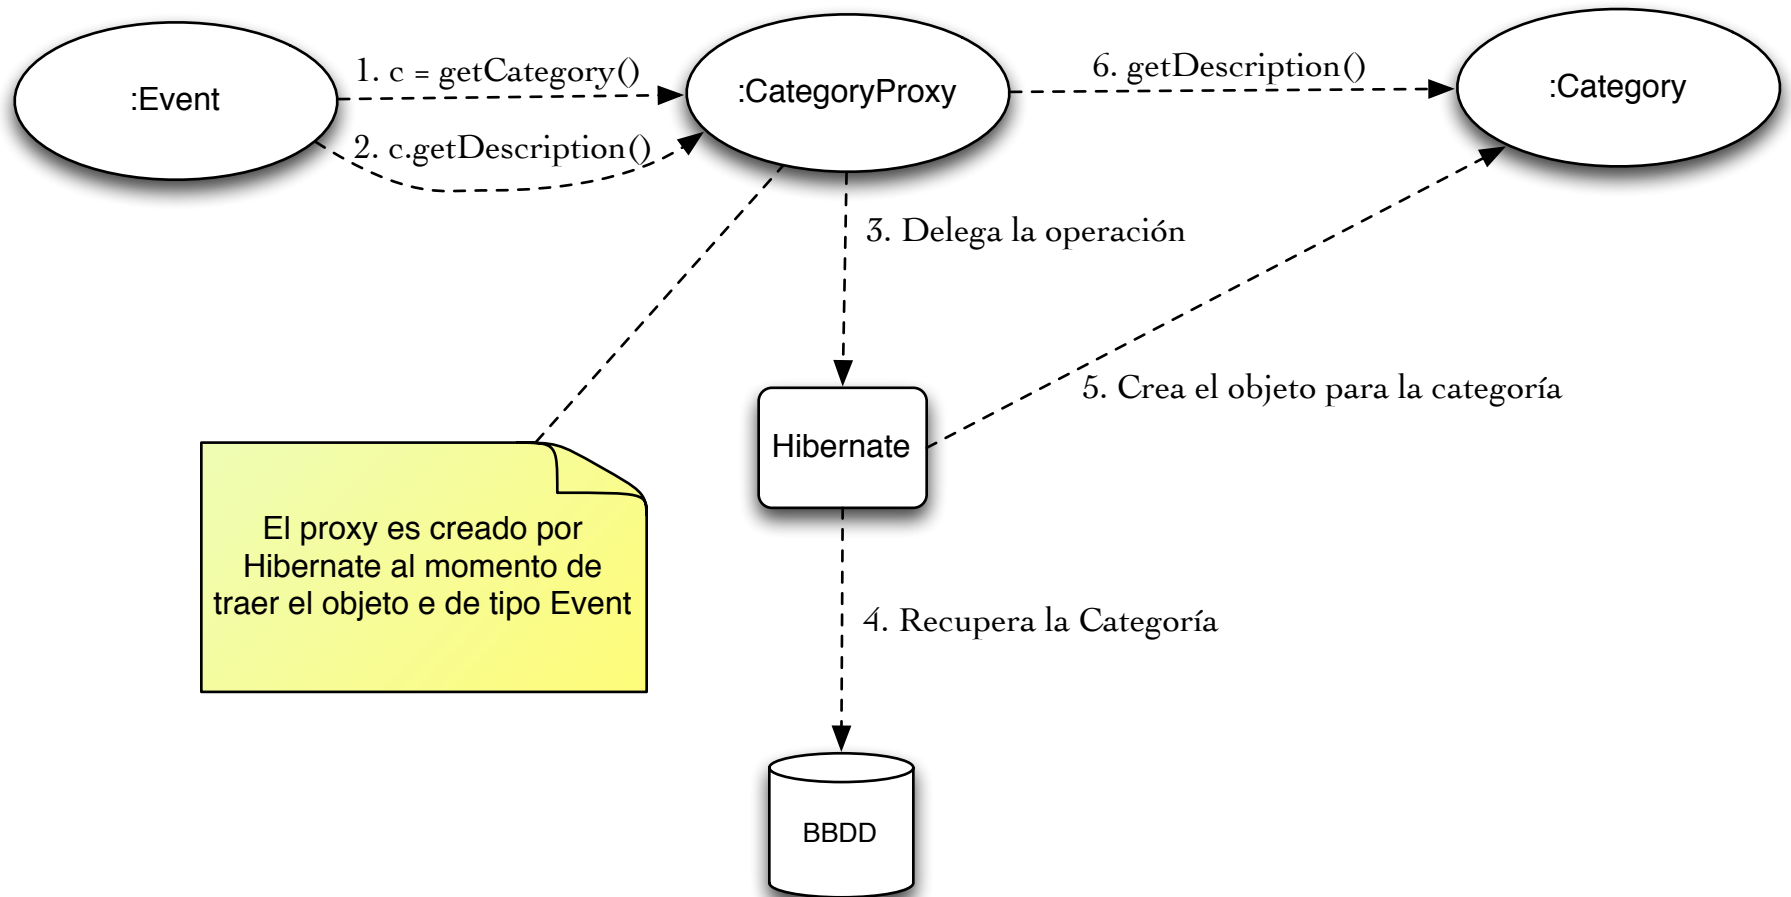 :Event
1. c = getCategory()
:CategoryProxy
6. getDescription()
:Category
2. c.getDescription()
3. Delega la operación
5. Crea el objeto para la categoría
Hibernate
El proxy es creado por
Hibernate al momento de
traer el objeto e de tipo Event
4. Recupera la Categoría
BBDD